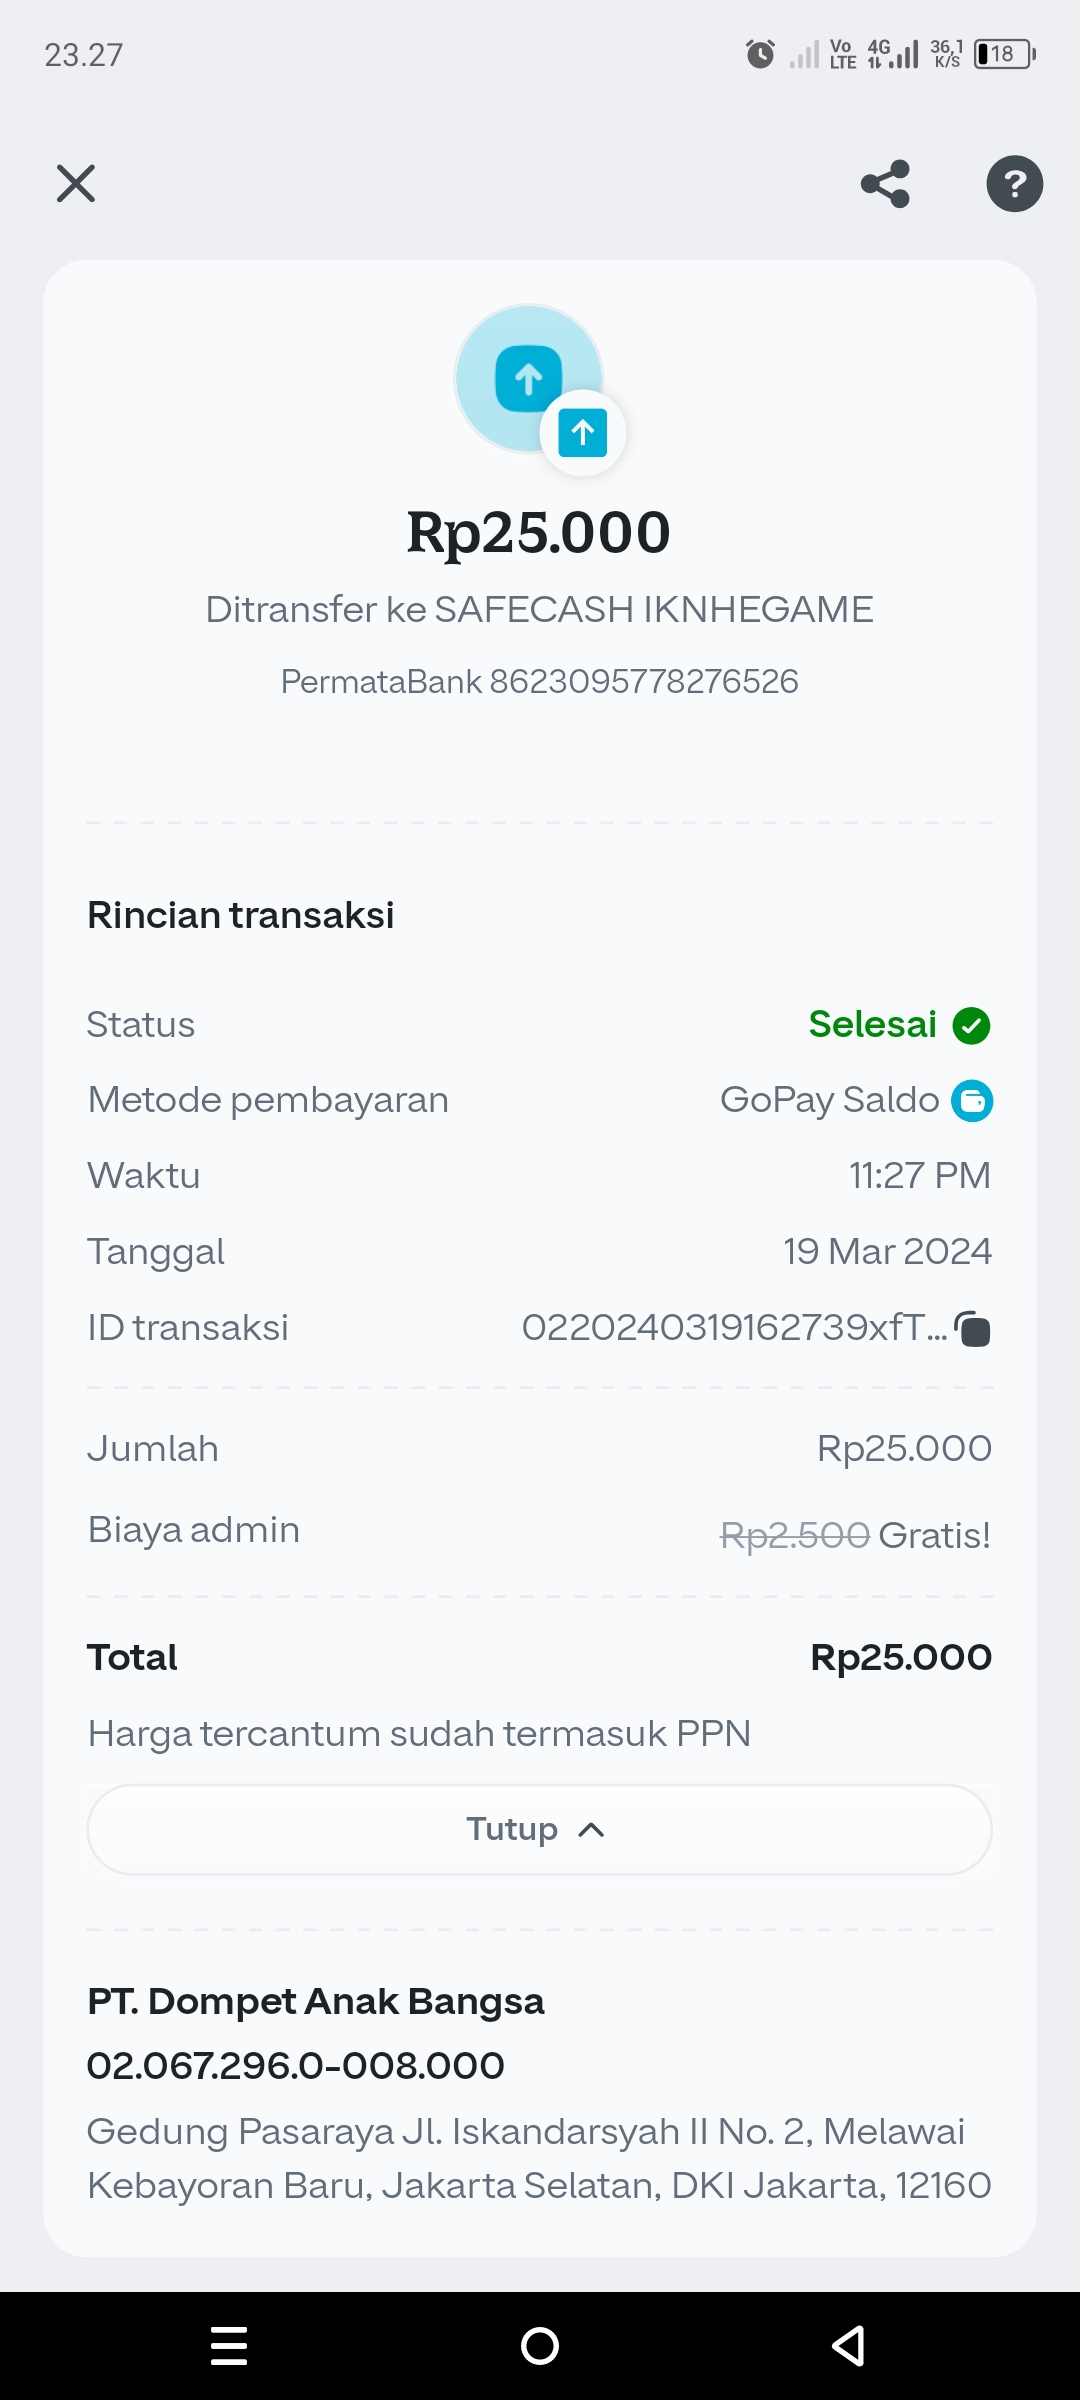 23.27
Vo LTE 4G 36,1 K/S 18
Rp25.000
Ditransfer ke SAFECASH IKNHEGAME
PermataBank 8623095778276526
Rincian transaksi
Status Selesai
Metode pembayaran GoPay Saldo
Waktu 11:27 PM
Tanggal 19 Mar 2024
ID transaksi 0220240319162739xfT...
Jumlah Rp25.000
Biaya admin Rp2.500 Gratis!
Total Rp25.000
Harga tercantum sudah termasuk PPN
Tutup
PT. Dompet Anak Bangsa
02.067.296.0-008.000
Gedung Pasaraya Jl. Iskandarsyah II No. 2, Melawai
Kebayoran Baru, Jakarta Selatan, DKI Jakarta, 12160